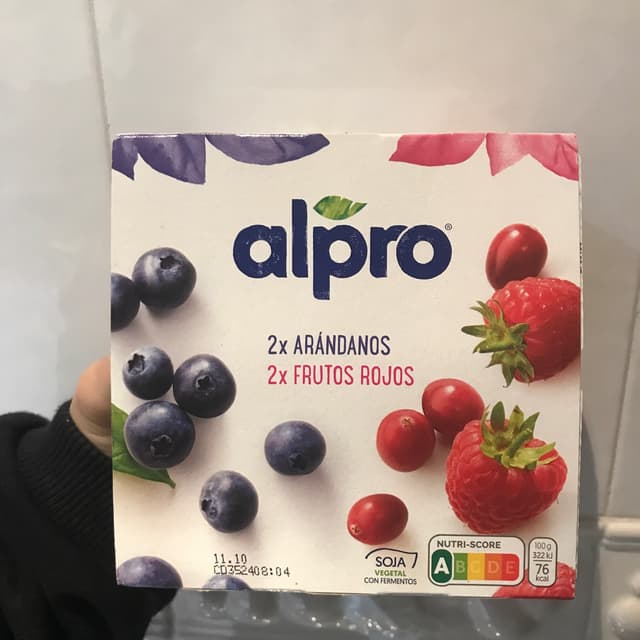 alpro®
2x ARÁNDANOS
2x FRUTOS ROJOS
11.10
CD352408:04
SOJA
VEGETAL
CON FERMENTOS
NUTRI-SCORE
A B C D E
100 g
322 kJ
76
kcal